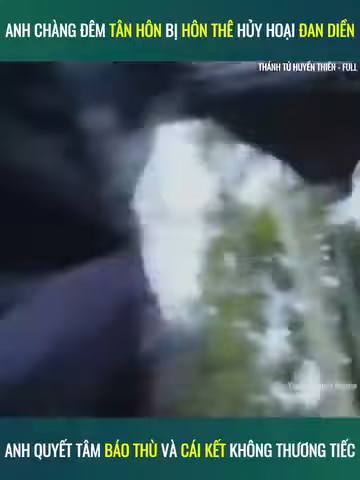 ANH CHÀNG ĐÊM TÂN HÔN BỊ HÔN THÊ HỦY HOẠI ĐAN DIỀN
THÁNH TỬ HUYỀN THIÊN - FULL
ANH QUYẾT TÂM BÁO THÙ VÀ CÁI KẾT KHÔNG THƯƠNG TIẾC